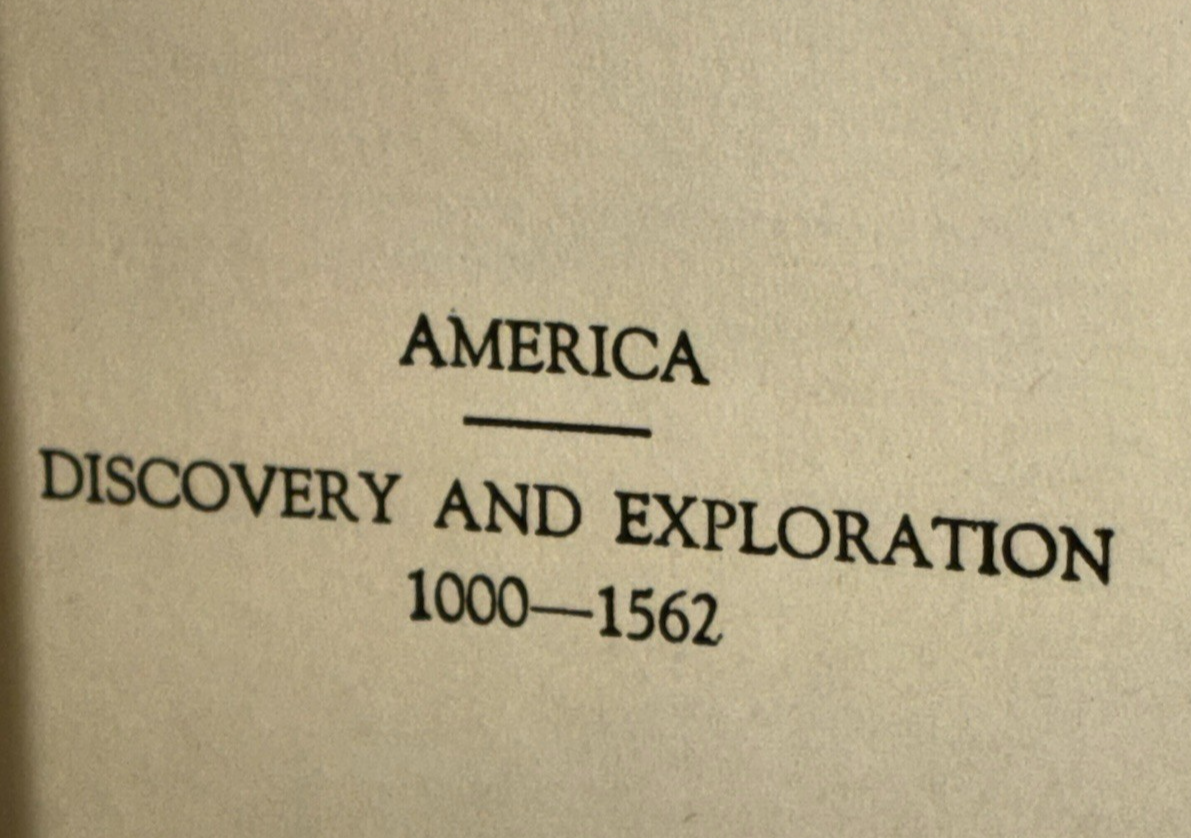 AMERICA
DISCOVERY AND EXPLORATION
1000—1562